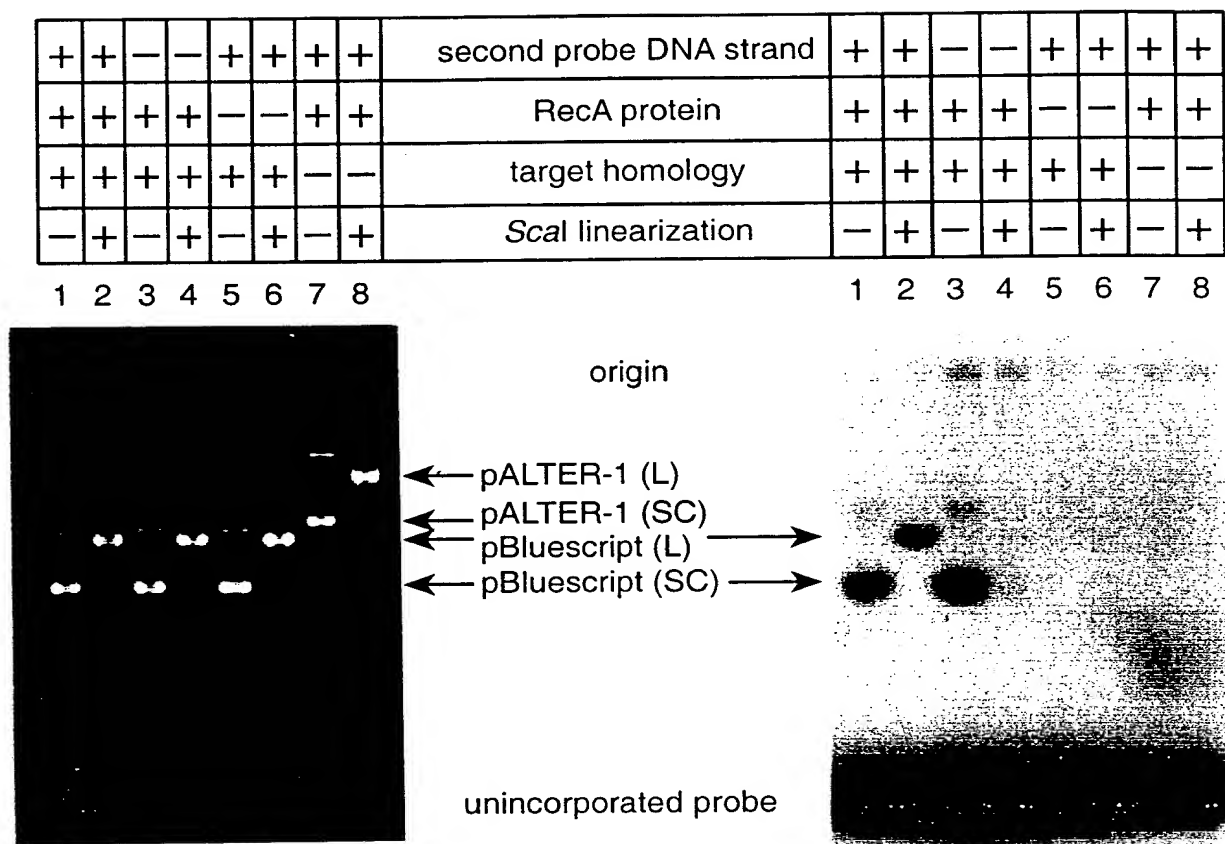 + + − − + + + + second probe DNA strand + + − − + + + +
+ + + + − − + + RecA protein + + + + − − + +
+ + + + + + − − target homology + + + + + + − −
− + − + − + − + ScaI linearization − + − + − + − +
1 2 3 4 5 6 7 8 1 2 3 4 5 6 7 8
origin
pALTER-1 (L)
pALTER-1 (SC)
pBluescript (L)
pBluescript (SC)
unincorporated probe